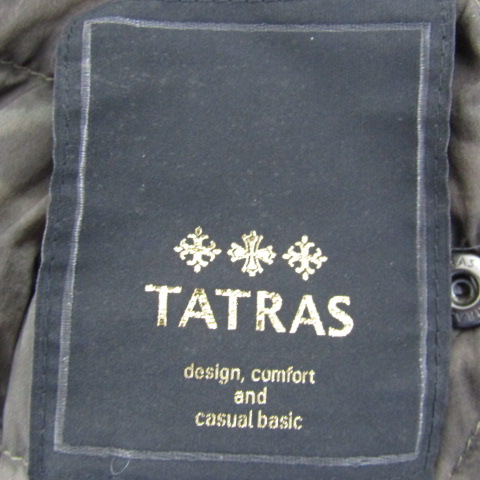 TATRAS
design, comfort
and
casual basic